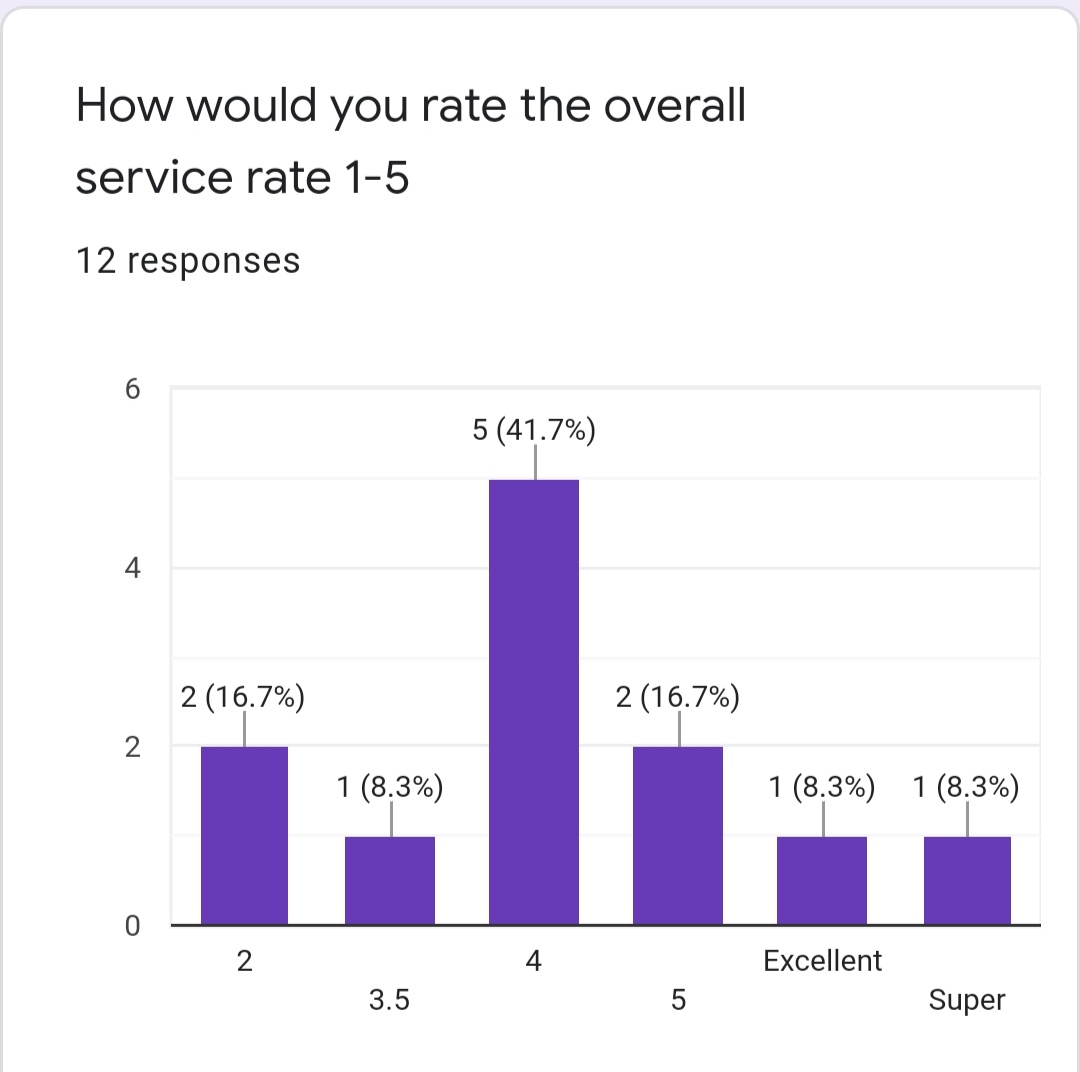 How would you rate the overall
service rate 1-5
12 responses
6
5 (41.7%)
4
2 (16.7%)
2 (16.7%)
2
1 (8.3%)
1 (8.3%)
1 (8.3%)
0
2
4
Excellent
3.5
5
Super